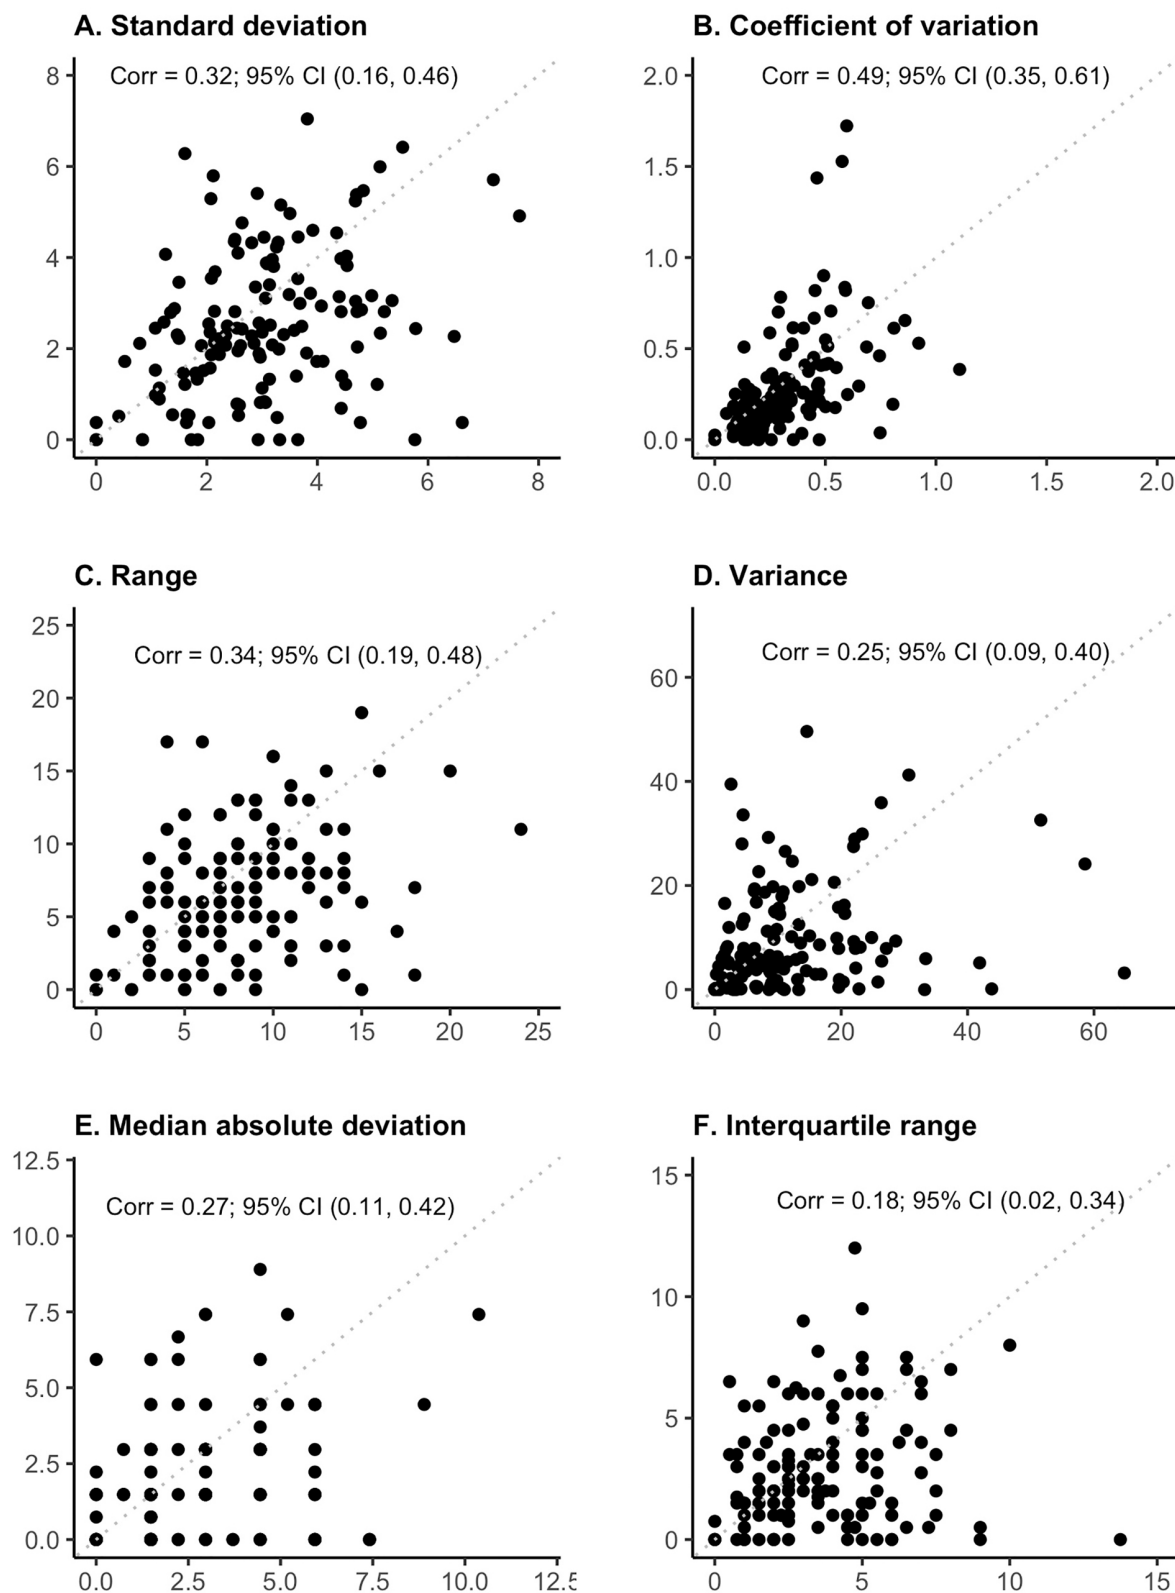 A. Standard deviation
Corr = 0.32; 95% CI (0.16, 0.46)
8
6
4
2
0
0 2 4 6 8
B. Coefficient of variation
Corr = 0.49; 95% CI (0.35, 0.61)
2.0
1.5
1.0
0.5
0.0
0.0 0.5 1.0 1.5 2.0
C. Range
Corr = 0.34; 95% CI (0.19, 0.48)
25
20
15
10
5
0
0 5 10 15 20 25
D. Variance
Corr = 0.25; 95% CI (0.09, 0.40)
60
40
20
0
0 20 40 60
E. Median absolute deviation
12.5
Corr = 0.27; 95% CI (0.11, 0.42)
10.0
7.5
5.0
2.5
0.0
0.0 2.5 5.0 7.5 10.0 12.5
F. Interquartile range
15
Corr = 0.18; 95% CI (0.02, 0.34)
10
5
0
0 5 10 15